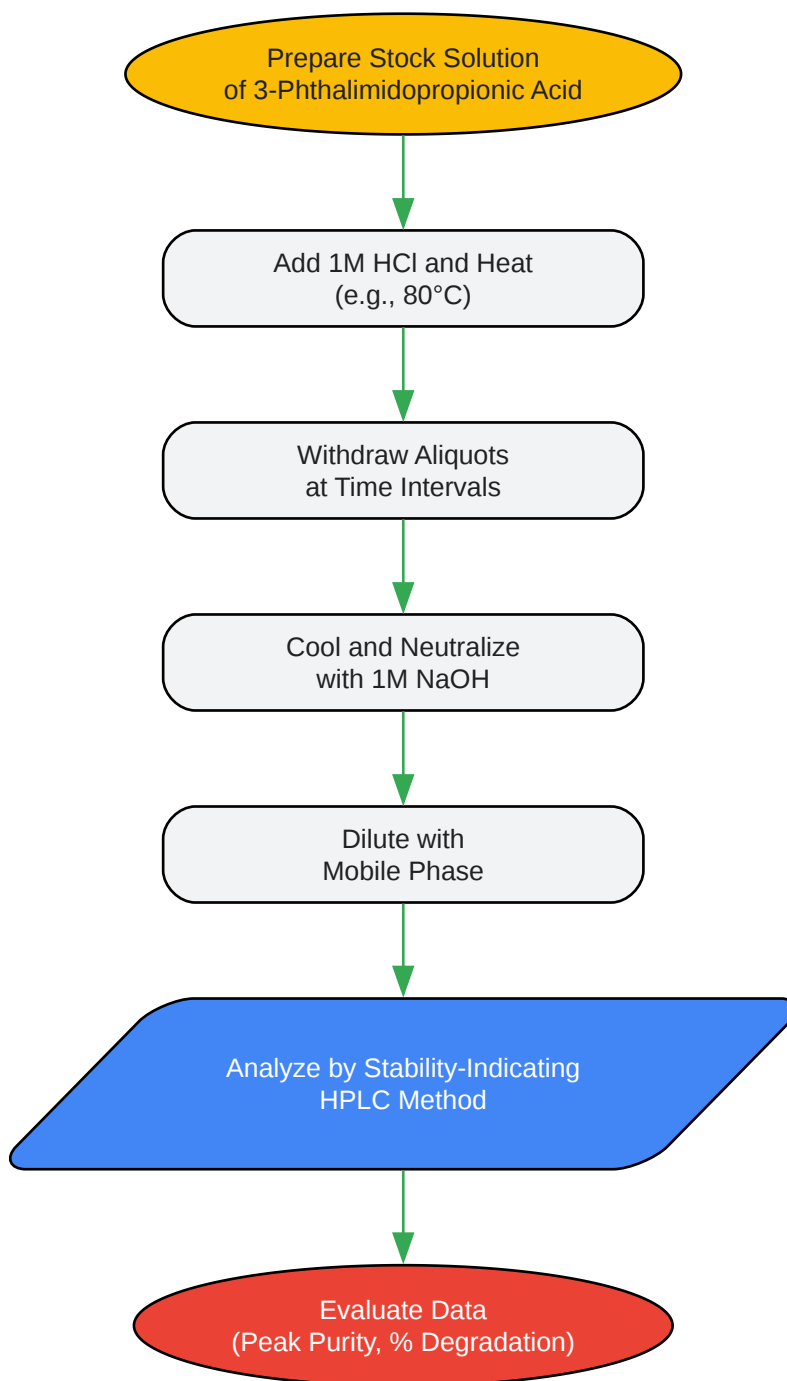 Prepare Stock Solution
of 3-Phthalimidopropionic Acid
Add 1M HCl and Heat
(e.g., 80°C)
Withdraw Aliquots
at Time Intervals
Cool and Neutralize
with 1M NaOH
Dilute with
Mobile Phase
Analyze by Stability-Indicating
HPLC Method
Evaluate Data
(Peak Purity, % Degradation)